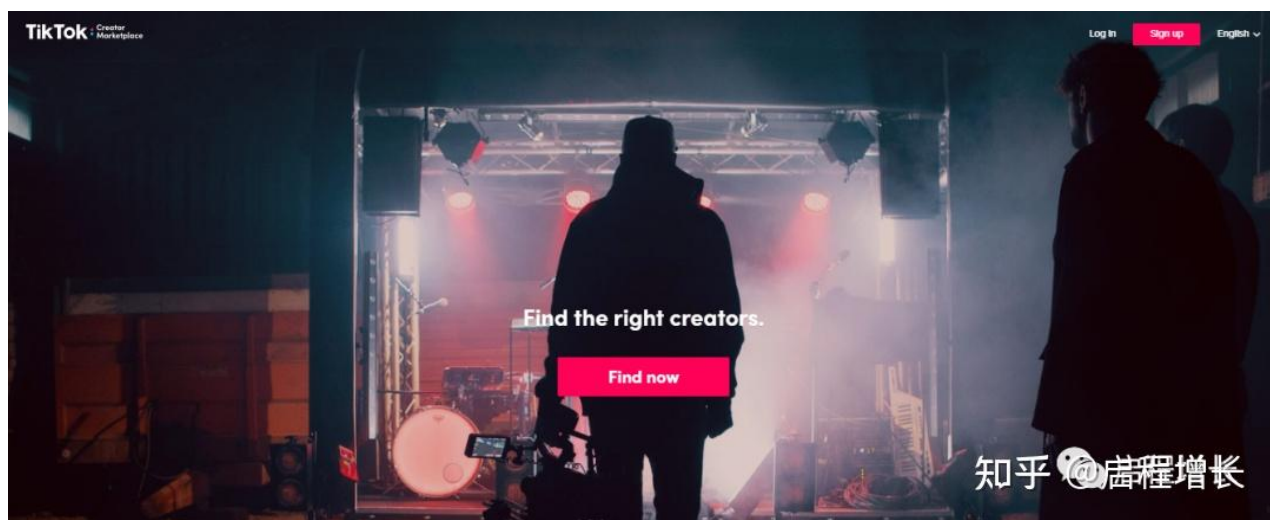 TikTok: Creator
Marketplace
Log in
Sign up
English
Find the right creators.
Find now
知乎 @启程增长